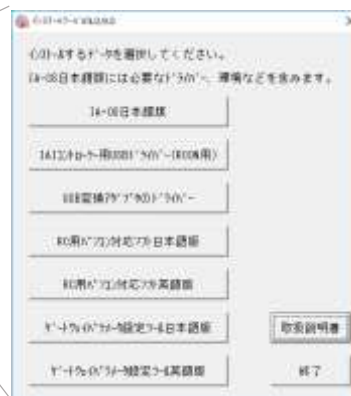 ｲﾝｽﾄｰﾙするﾃﾞｰﾀを選択してください。
IA-OS日本語版には必要なﾄﾞﾗｲﾊﾞｰ、環境などを含みます。
IA-OS日本語版
IAIｺﾝﾄﾛｰﾗｰ用USBﾄﾞﾗｲﾊﾞｰ(RCON用)
USB変換ｱﾀﾞﾌﾟﾀのﾄﾞﾗｲﾊﾞｰ
RC用ﾊﾟｿｺﾝ対応ｿﾌﾄ日本語版
RC用ﾊﾟｿｺﾝ対応ｿﾌﾄ英語版
ｹﾞｰﾄｳｪｲﾊﾟﾗﾒｰﾀ設定ﾂｰﾙ日本語版
取扱説明書
ｹﾞｰﾄｳｪｲﾊﾟﾗﾒｰﾀ設定ﾂｰﾙ英語版
終了